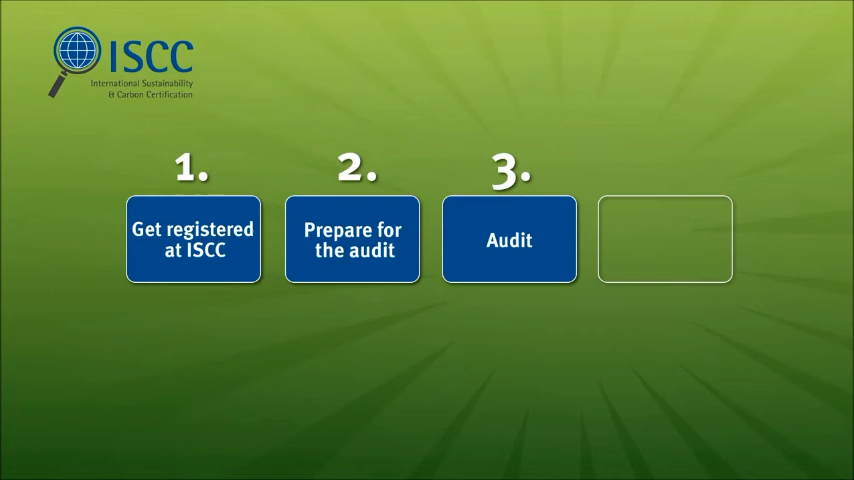 ISCC
International Sustainability
& Carbon Certification
1.
2.
3.
Get registered
at ISCC
Prepare for
the audit
Audit